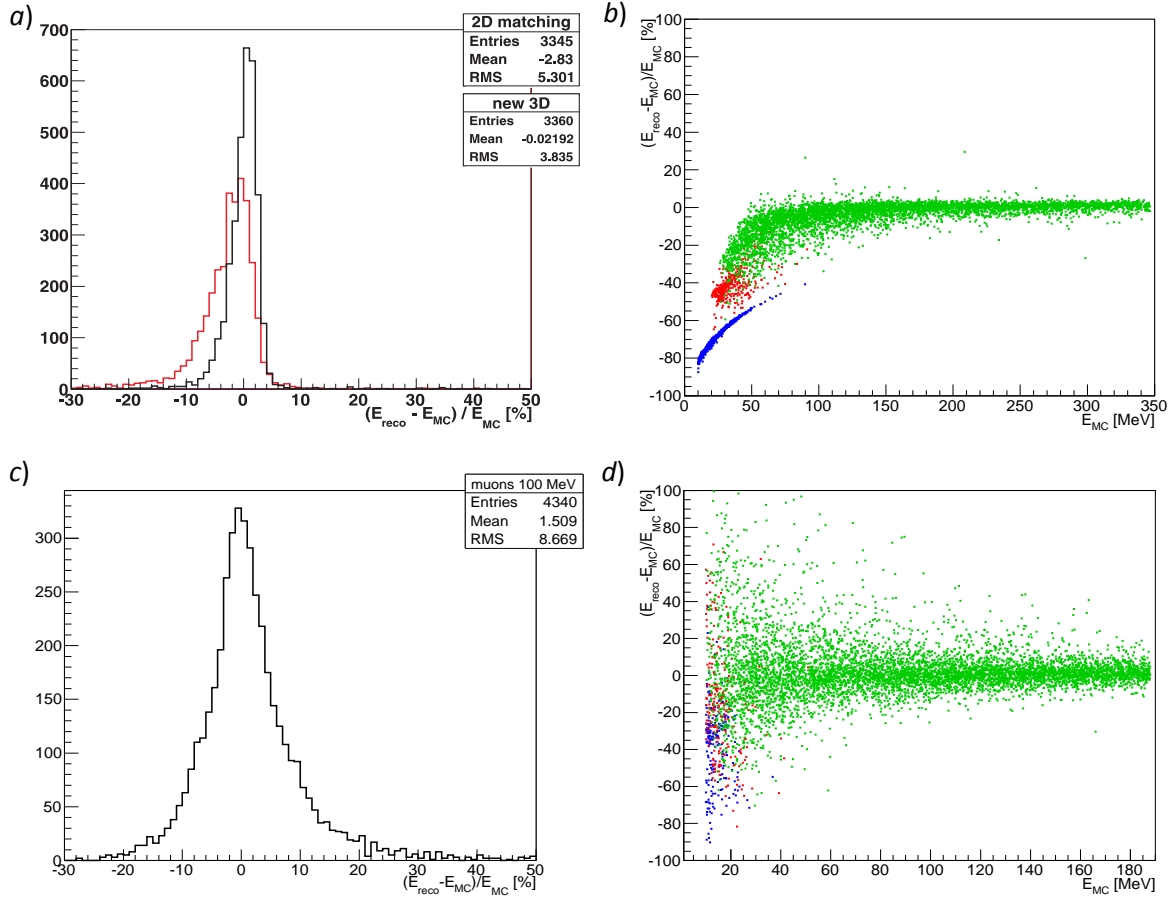 a)
700
600
500
400
300
200
100
0
2D matching
Entries 3345
Mean -2.83
RMS 5.301
new 3D
Entries 3360
Mean -0.02192
RMS 3.835
-30 -20 -10 0 10 20 30 40 50
(E_reco - E_MC) / E_MC [%]
b)
(E_reco-E_MC)/E_MC [%]
100
80
60
40
20
0
-20
-40
-60
-80
-100
0 50 100 150 200 250 300 350
E_MC [MeV]
c)
300
250
200
150
100
50
0
muons 100 MeV
Entries 4340
Mean 1.509
RMS 8.669
-30 -20 -10 0 10 20 30 40 50
(E_reco-E_MC)/E_MC [%]
d)
(E_reco-E_MC)/E_MC [%]
100
80
60
40
20
0
-20
-40
-60
-80
-100
0 20 40 60 80 100 120 140 160 180
E_MC [MeV]